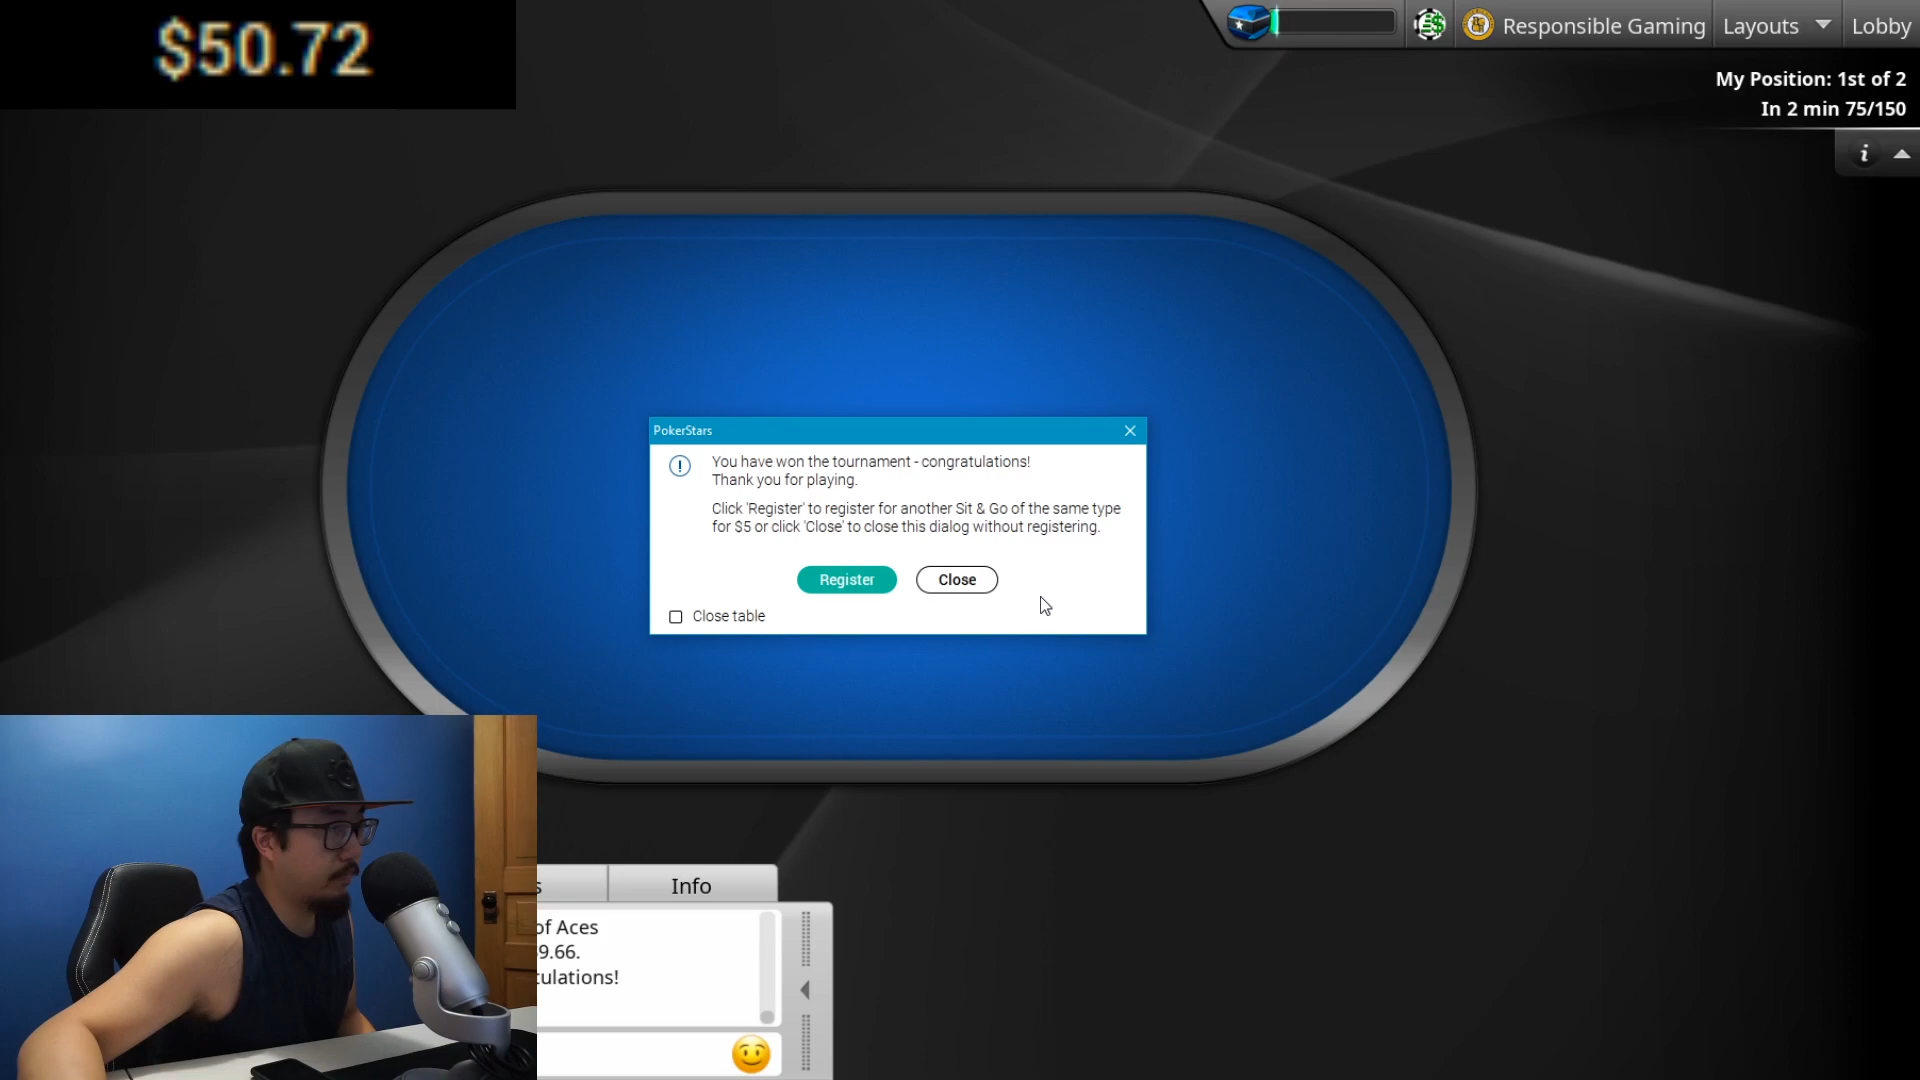 $50.72
Responsible Gaming
Layouts
Lobby
My Position: 1st of 2
In 2 min 75/150
PokerStars
You have won the tournament - congratulations!
Thank you for playing.
Click 'Register' to register for another Sit & Go of the same type
for $5 or click 'Close' to close this dialog without registering.
Register
Close
Close table
Info
of Aces
9.66.
tulations!